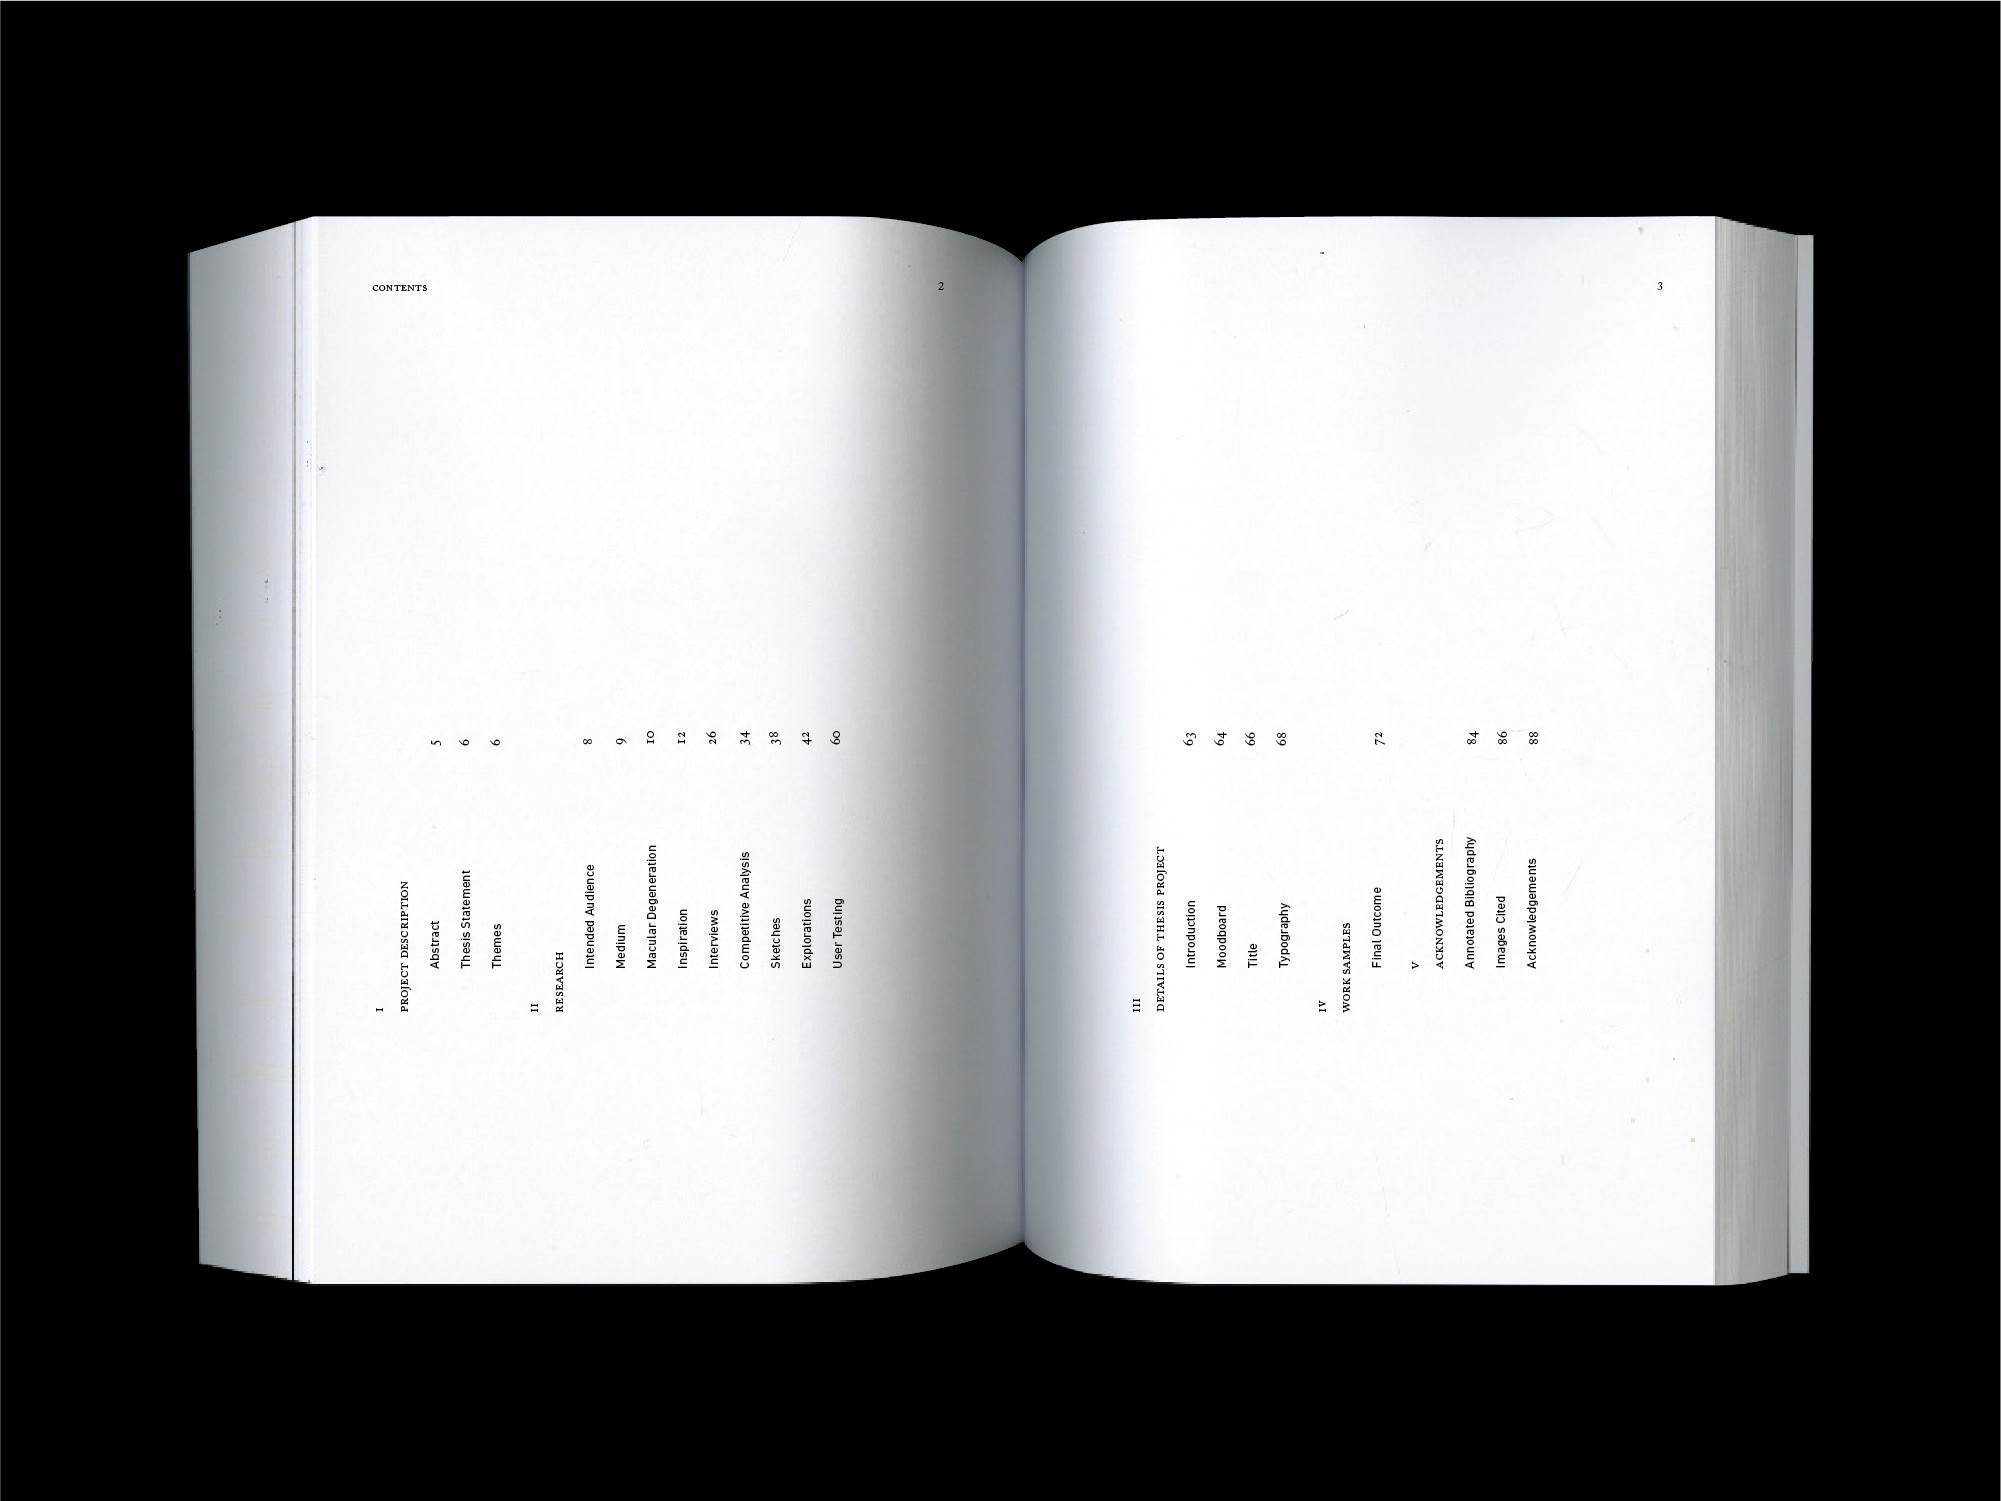 CONTENTS
2
I
PROJECT DESCRIPTION
Abstract 5
Thesis Statement 6
Themes 6
II
RESEARCH
Intended Audience 8
Medium 9
Macular Degeneration 10
Inspiration 12
Interviews 26
Competitive Analysis 34
Sketches 38
Explorations 42
User Testing 60
3
III
DETAILS OF THESIS PROJECT
Introduction 63
Moodboard 64
Title 66
Typography 68
IV
WORK SAMPLES
Final Outcome 72
V
ACKNOWLEDGEMENTS
Annotated Bibliography 84
Images Cited 86
Acknowledgements 88